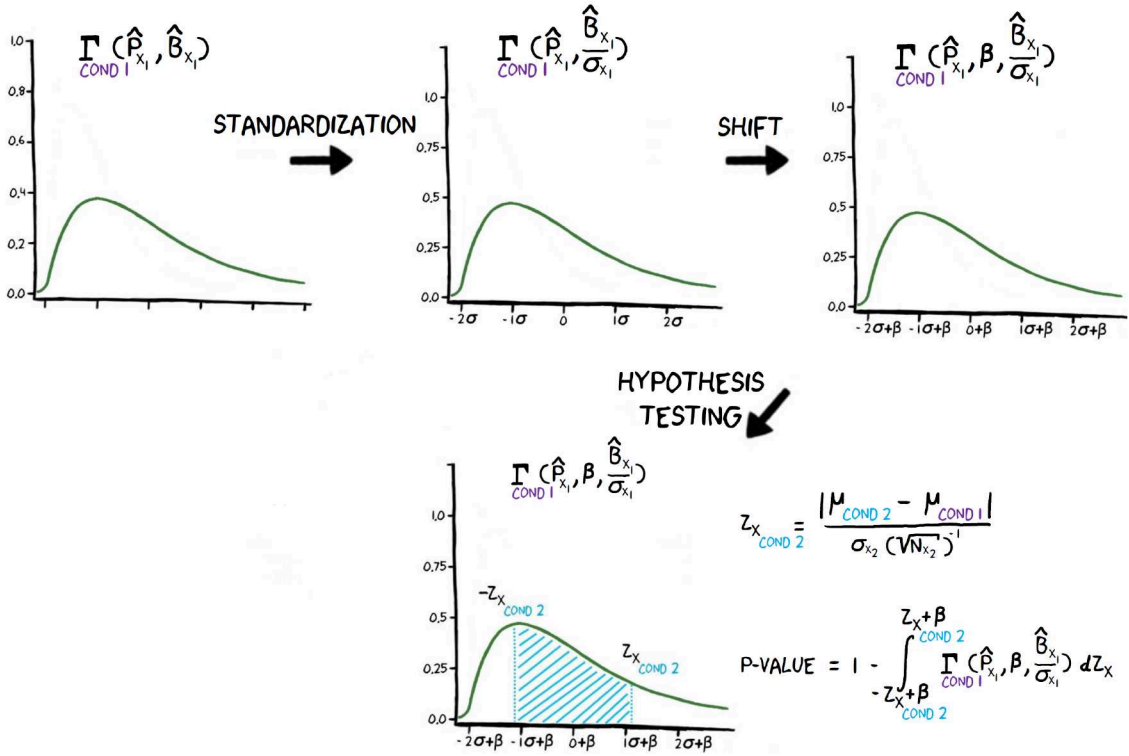 Γ (P̂ₓ₁, B̂ₓ₁)
COND 1
1.0
0.8
0.6
0.4
0.2
0.0
STANDARDIZATION
Γ (P̂ₓ₁, B̂ₓ₁/σₓ₁)
COND 1
1.0
0.75
0.5
0.25
0.0
-2σ -1σ 0 1σ 2σ
SHIFT
Γ (P̂ₓ₁, β, B̂ₓ₁/σₓ₁)
COND 1
1.0
0.75
0.5
0.25
0.0
-2σ+β -1σ+β 0+β 1σ+β 2σ+β
HYPOTHESIS
TESTING
Γ (P̂ₓ₁, β, B̂ₓ₁/σₓ₁)
COND 1
1.0
0.75
0.5
0.25
0.0
-Zₓ COND 2
Zₓ COND 2
-2σ+β -1σ+β 0+β 1σ+β 2σ+β
Zₓ COND 2 = |μ COND 2 - μ COND 1| / σₓ₂ (√Nₓ₂)⁻¹
P-VALUE = 1 - ∫ Γ (P̂ₓ₁, β, B̂ₓ₁/σₓ₁) dZₓ
Zₓ+β
COND 2
COND 1
-Zₓ+β
COND 2